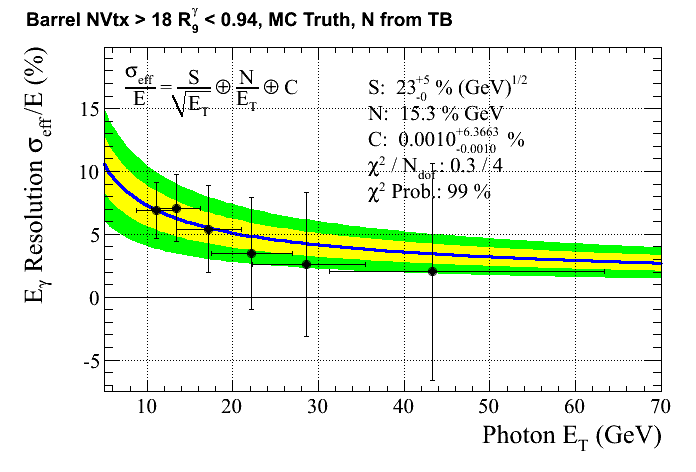 Barrel NVtx > 18 R₉ᵞ < 0.94, MC Truth, N from TB
σ_eff/E = S/√E_T ⊕ N/E_T ⊕ C
S: 23 +5 -0 % (GeV)^1/2
N: 15.3 % GeV
C: 0.0010 +6.3663 -0.0010 %
χ² / N_dof: 0.3 / 4
χ² Prob.: 99 %
E_γ Resolution σ_eff/E (%)
15
10
5
0
-5
10 20 30 40 50 60 70
Photon E_T (GeV)